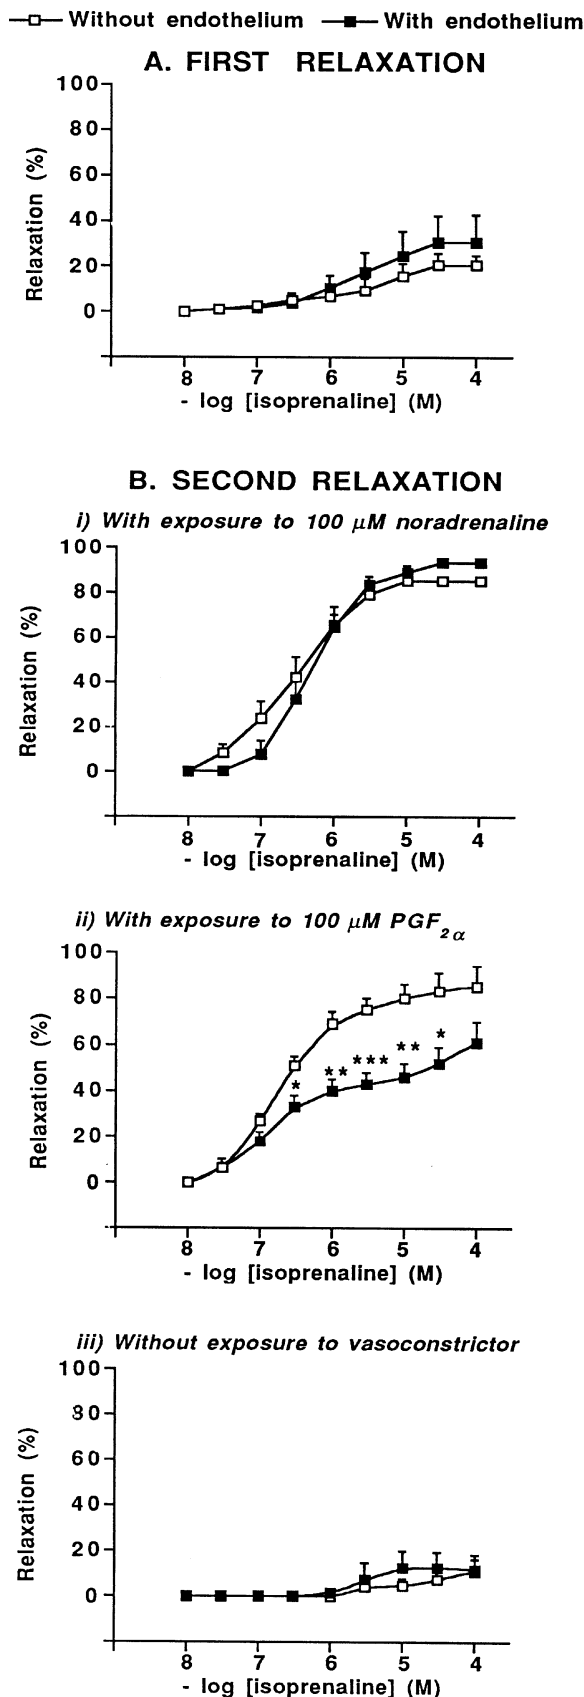 Without endothelium With endothelium
A. FIRST RELAXATION
100
80
60
40
20
0
Relaxation (%)
8 7 6 5 4
- log [isoprenaline] (M)
B. SECOND RELAXATION
i) With exposure to 100 μM noradrenaline
100
80
60
40
20
0
Relaxation (%)
8 7 6 5 4
- log [isoprenaline] (M)
ii) With exposure to 100 μM PGF2α
100
80
60
40
20
0
Relaxation (%)
* ** *** ** *
8 7 6 5 4
- log [isoprenaline] (M)
iii) Without exposure to vasoconstrictor
100
80
60
40
20
0
Relaxation (%)
8 7 6 5 4
- log [isoprenaline] (M)